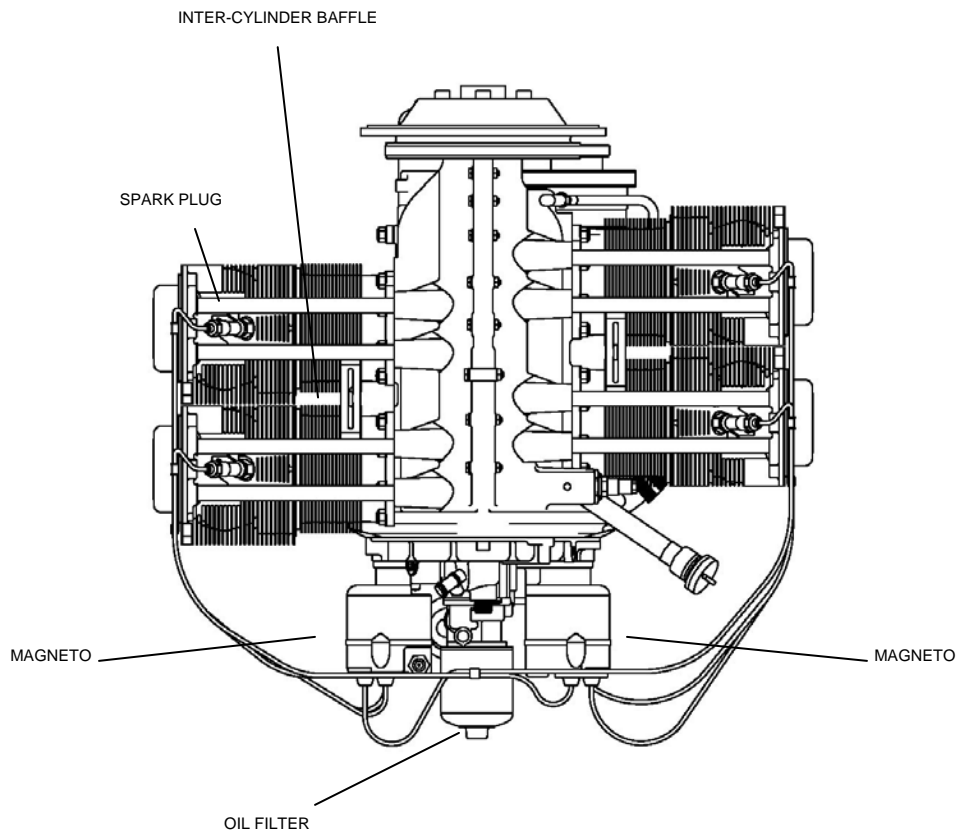 INTER-CYLINDER BAFFLE
SPARK PLUG
MAGNETO
MAGNETO
OIL FILTER